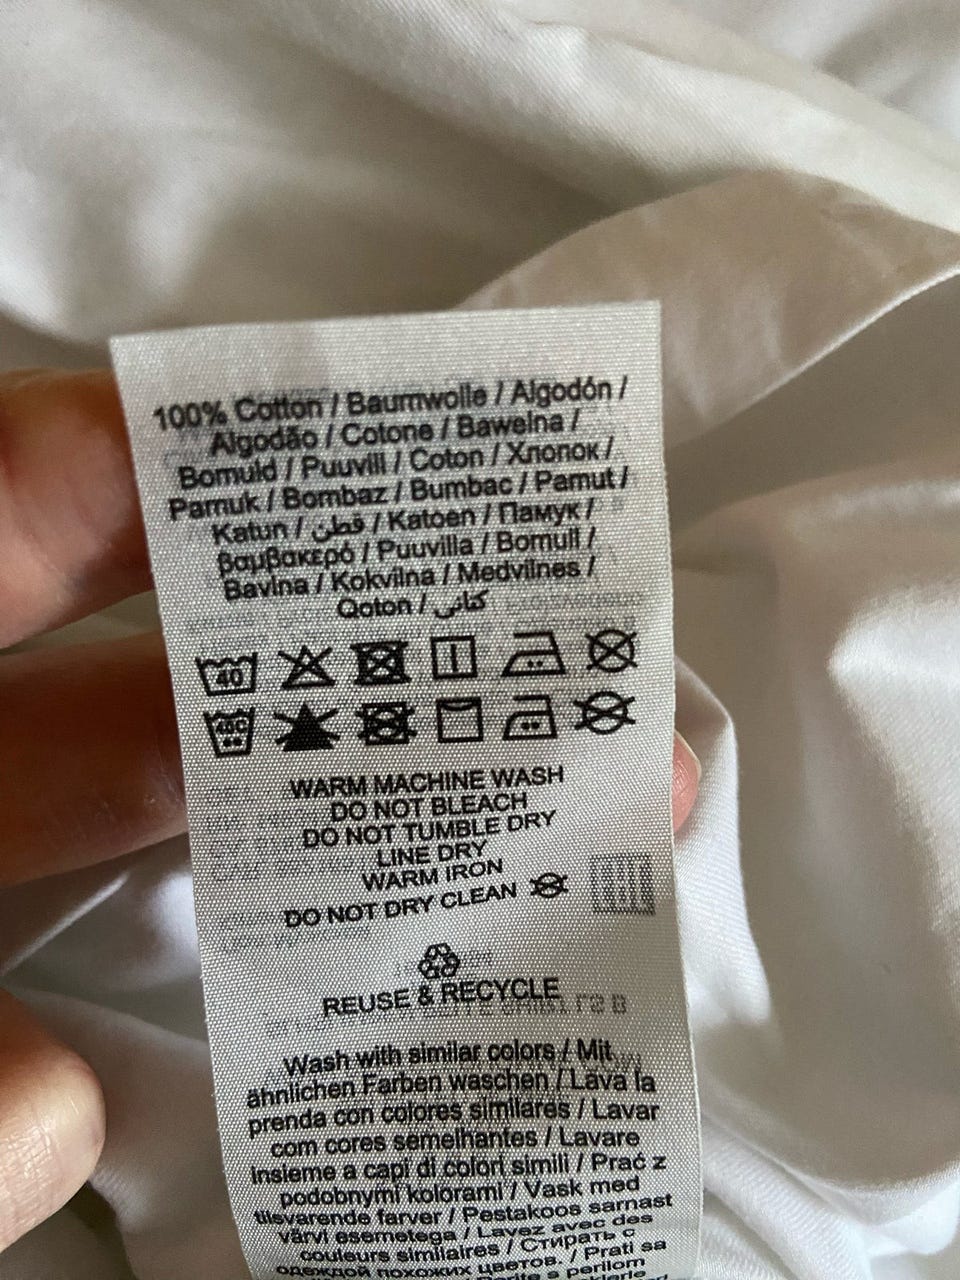 100% Cotton / Baumwolle / Algodón /
Algodão / Cotone / Bawełna /
Bomuld / Puuvill / Coton / Хлопок /
Pamuk / Bombaz / Bumbac / Pamut /
Katun / قطن / Katoen / Памук /
βαμβακερό / Puuvilla / Bomull /
Bavlna / Kokvilna / Medvilnės /
Qoton / كتانی
40
40
WARM MACHINE WASH
DO NOT BLEACH
DO NOT TUMBLE DRY
LINE DRY
WARM IRON
DO NOT DRY CLEAN
REUSE & RECYCLE
Wash with similar colors / Mit
ähnlichen Farben waschen / Lava la
prenda con colores similares / Lavar
com cores semelhantes / Lavare
insieme a capi di colori simili / Prać z
podobnymi kolorami / Vask med
tilsvarende farver / Pestakoos sarnast
värvi esemetega / Lavez avec des
couleurs similaires / Стирать с
одеждой похожих цветов. / Prati sa
s perilom